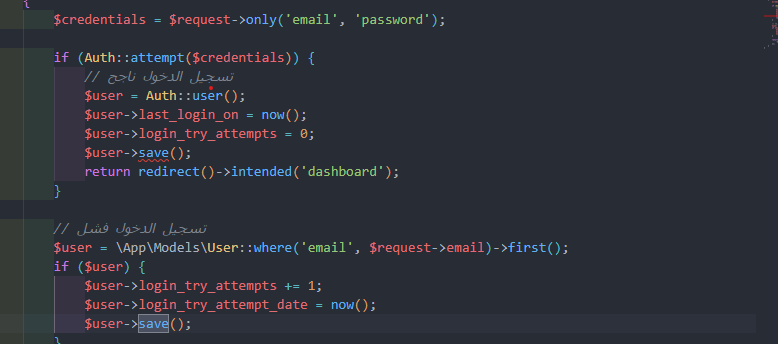 {
$credentials = $request->only('email', 'password');
if (Auth::attempt($credentials)) {
// تسجيل الدخول ناجح
$user = Auth::user();
$user->last_login_on = now();
$user->login_try_attempts = 0;
$user->save();
return redirect()->intended('dashboard');
}
// تسجيل الدخول فشل
$user = \App\Models\User::where('email', $request->email)->first();
if ($user) {
$user->login_try_attempts += 1;
$user->login_try_attempt_date = now();
$user->save();
}